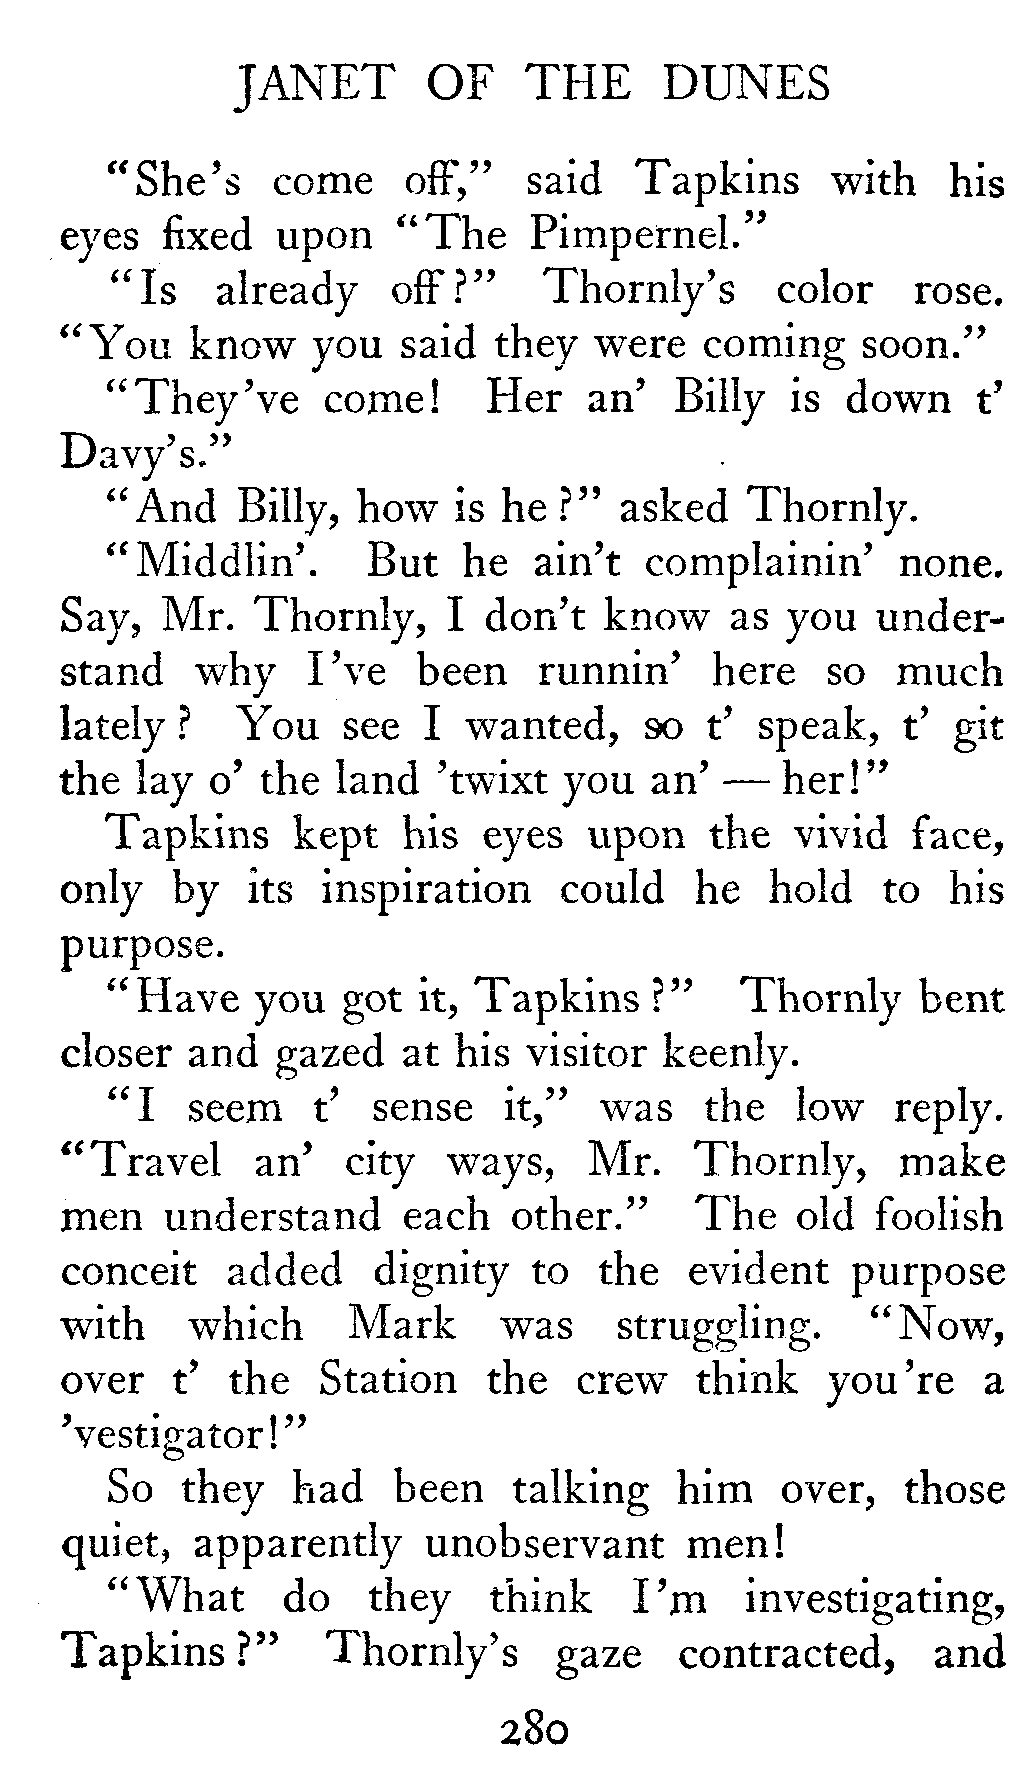 JANET OF THE DUNES
“She’s come off,” said Tapkins with his
eyes fixed upon “The Pimpernel.”
“Is already off?” Thornly’s color rose.
“You know you said they were coming soon.”
“They’ve come! Her an’ Billy is down t’
Davy’s.”
“And Billy, how is he?” asked Thornly.
“Middlin’. But he ain’t complainin’ none.
Say, Mr. Thornly, I don’t know as you under-
stand why I’ve been runnin’ here so much
lately? You see I wanted, so t’ speak, t’ git
the lay o’ the land ’twixt you an’ — her!”
Tapkins kept his eyes upon the vivid face,
only by its inspiration could he hold to his
purpose.
“Have you got it, Tapkins?” Thornly bent
closer and gazed at his visitor keenly.
“I seem t’ sense it,” was the low reply.
“Travel an’ city ways, Mr. Thornly, make
men understand each other.” The old foolish
conceit added dignity to the evident purpose
with which Mark was struggling. “Now,
over t’ the Station the crew think you’re a
’vestigator!”
So they had been talking him over, those
quiet, apparently unobservant men!
“What do they think I’m investigating,
Tapkins?” Thornly’s gaze contracted, and
280